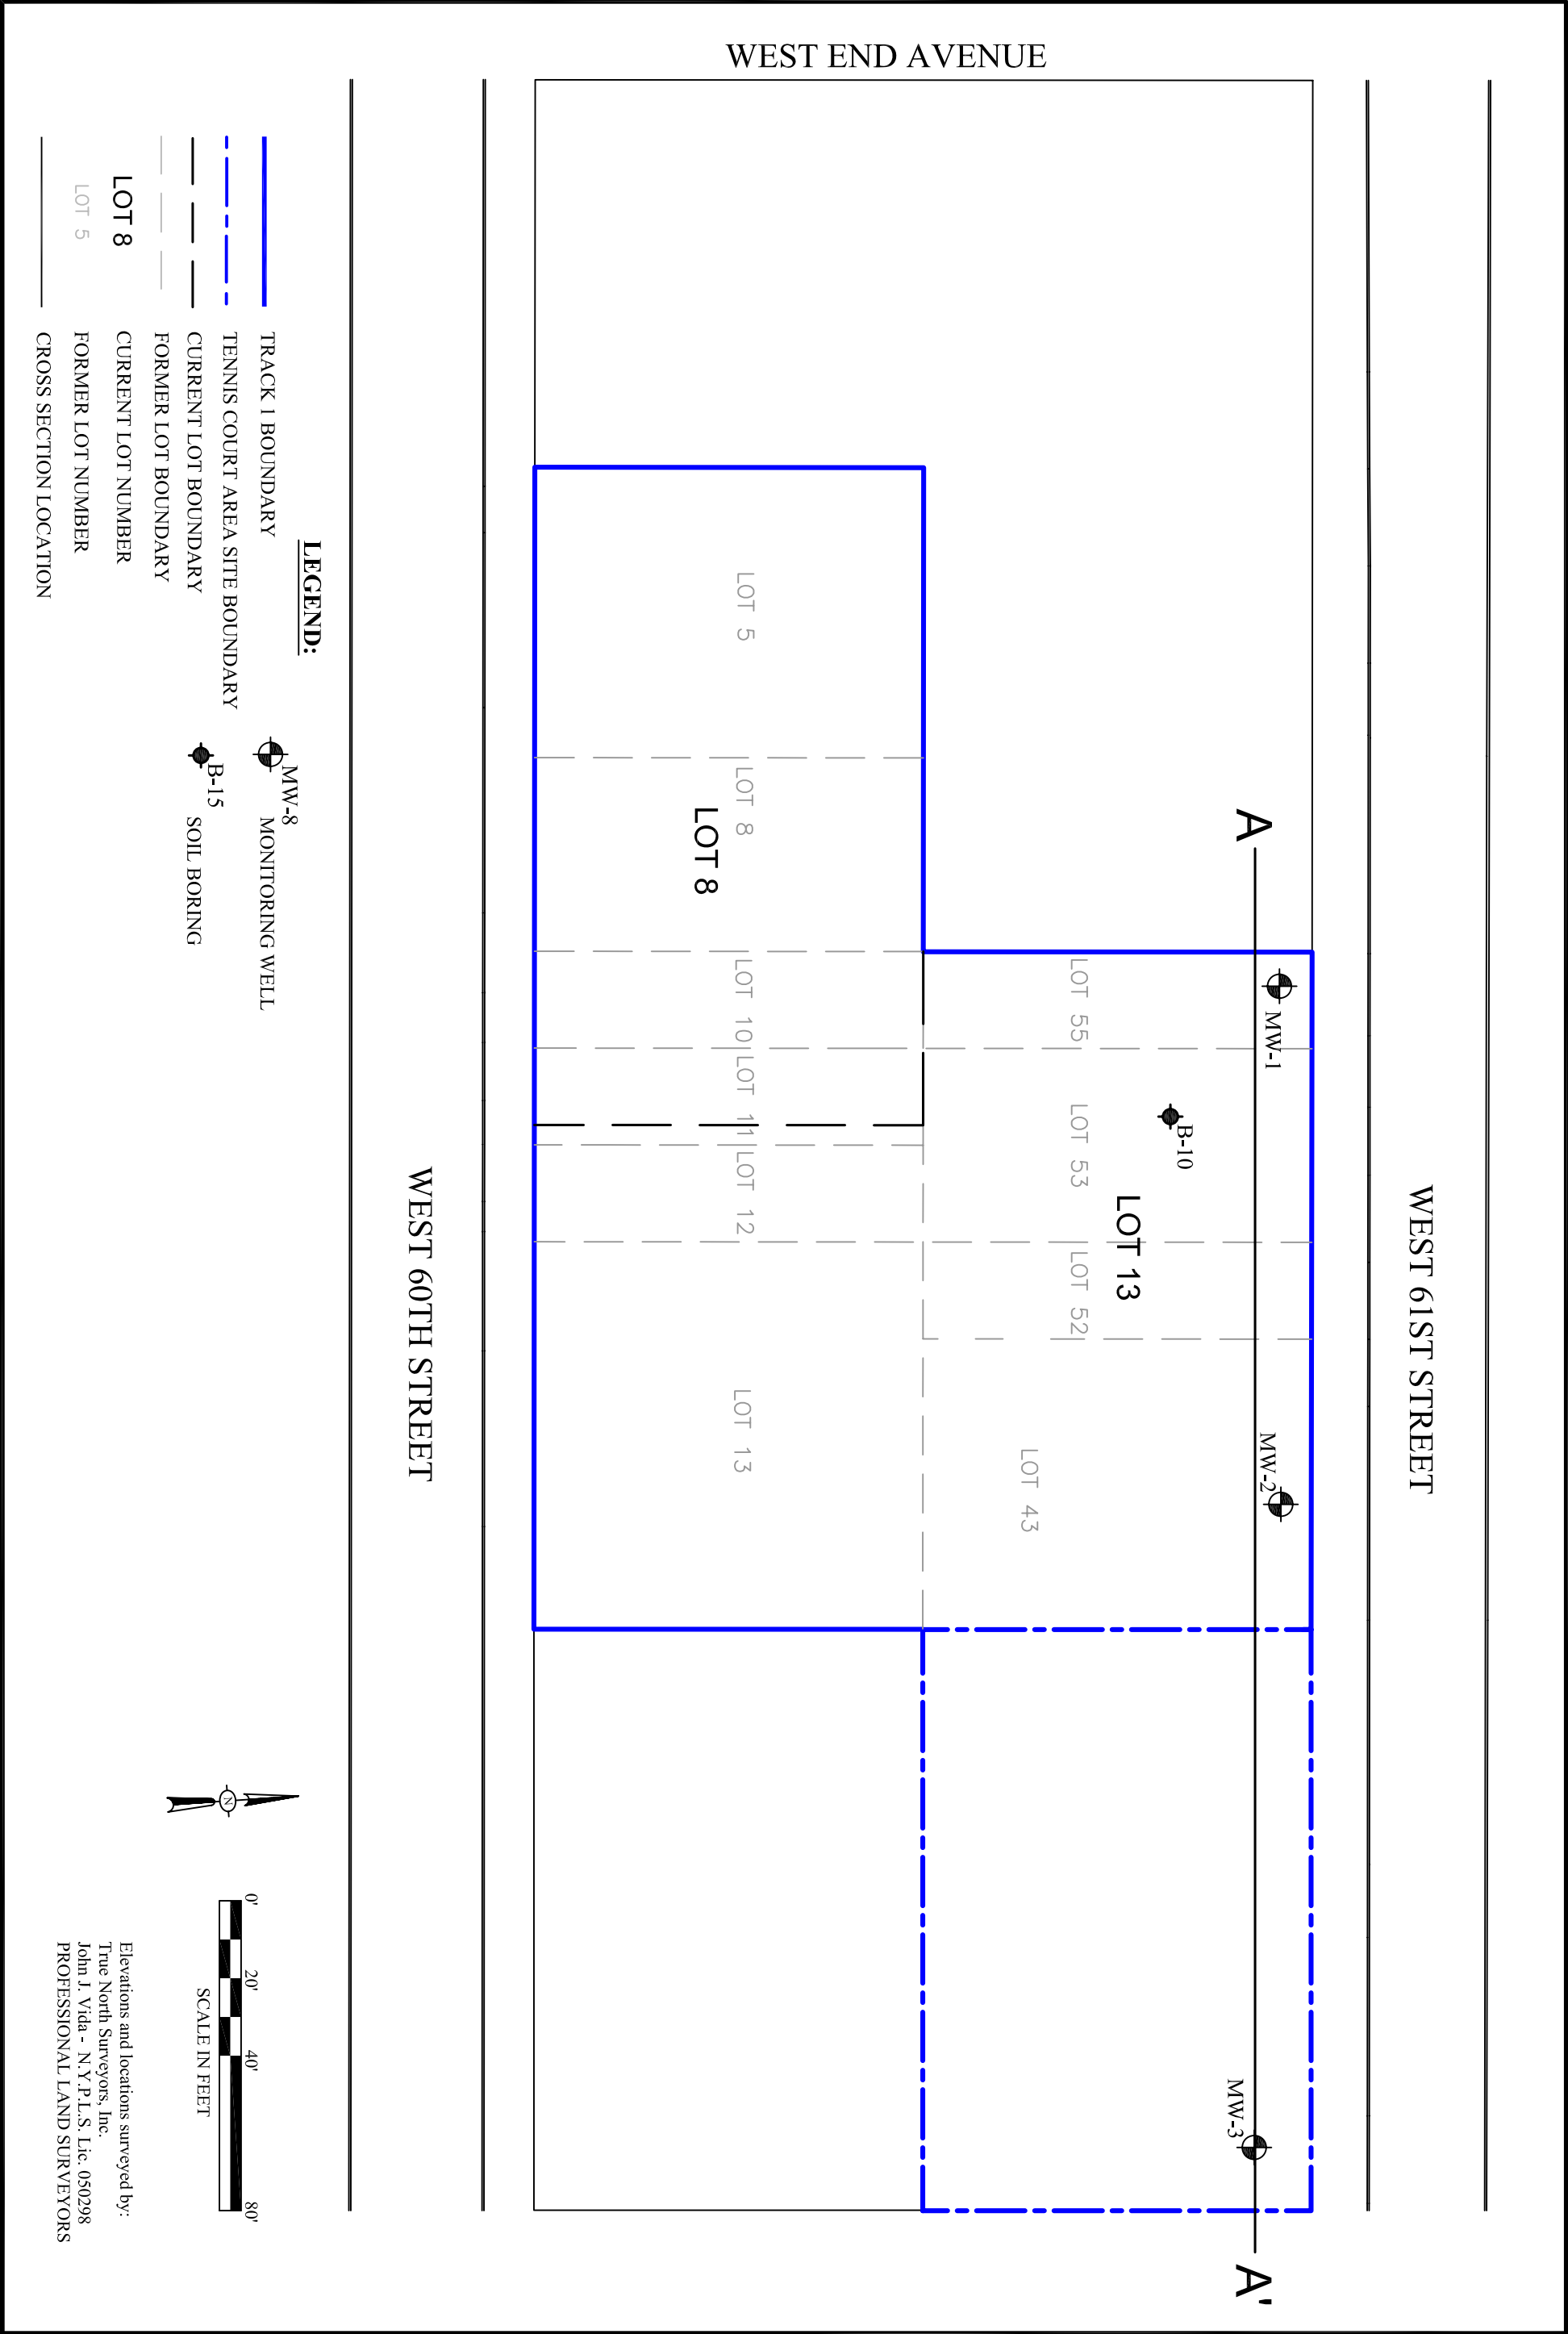 WEST END AVENUE
WEST 61ST STREET
A
A'
MW-1
MW-2
MW-3
B-10
LOT 13
LOT 55
LOT 53
LOT 52
LOT 43
LOT 5
LOT 8
LOT 10
LOT 11
LOT 12
LOT 13
LOT 8
WEST 60TH STREET
LEGEND:
TRACK 1 BOUNDARY
TENNIS COURT AREA SITE BOUNDARY
CURRENT LOT BOUNDARY
FORMER LOT BOUNDARY
LOT 8 CURRENT LOT NUMBER
LOT 5 FORMER LOT NUMBER
CROSS SECTION LOCATION
MW-8
MONITORING WELL
B-15
SOIL BORING
N
0' 20' 40' 80'
SCALE IN FEET
Elevations and locations surveyed by:
True North Surveyors, Inc.
John J. Vida - N.Y.P.L.S. Lic. 050298
PROFESSIONAL LAND SURVEYORS